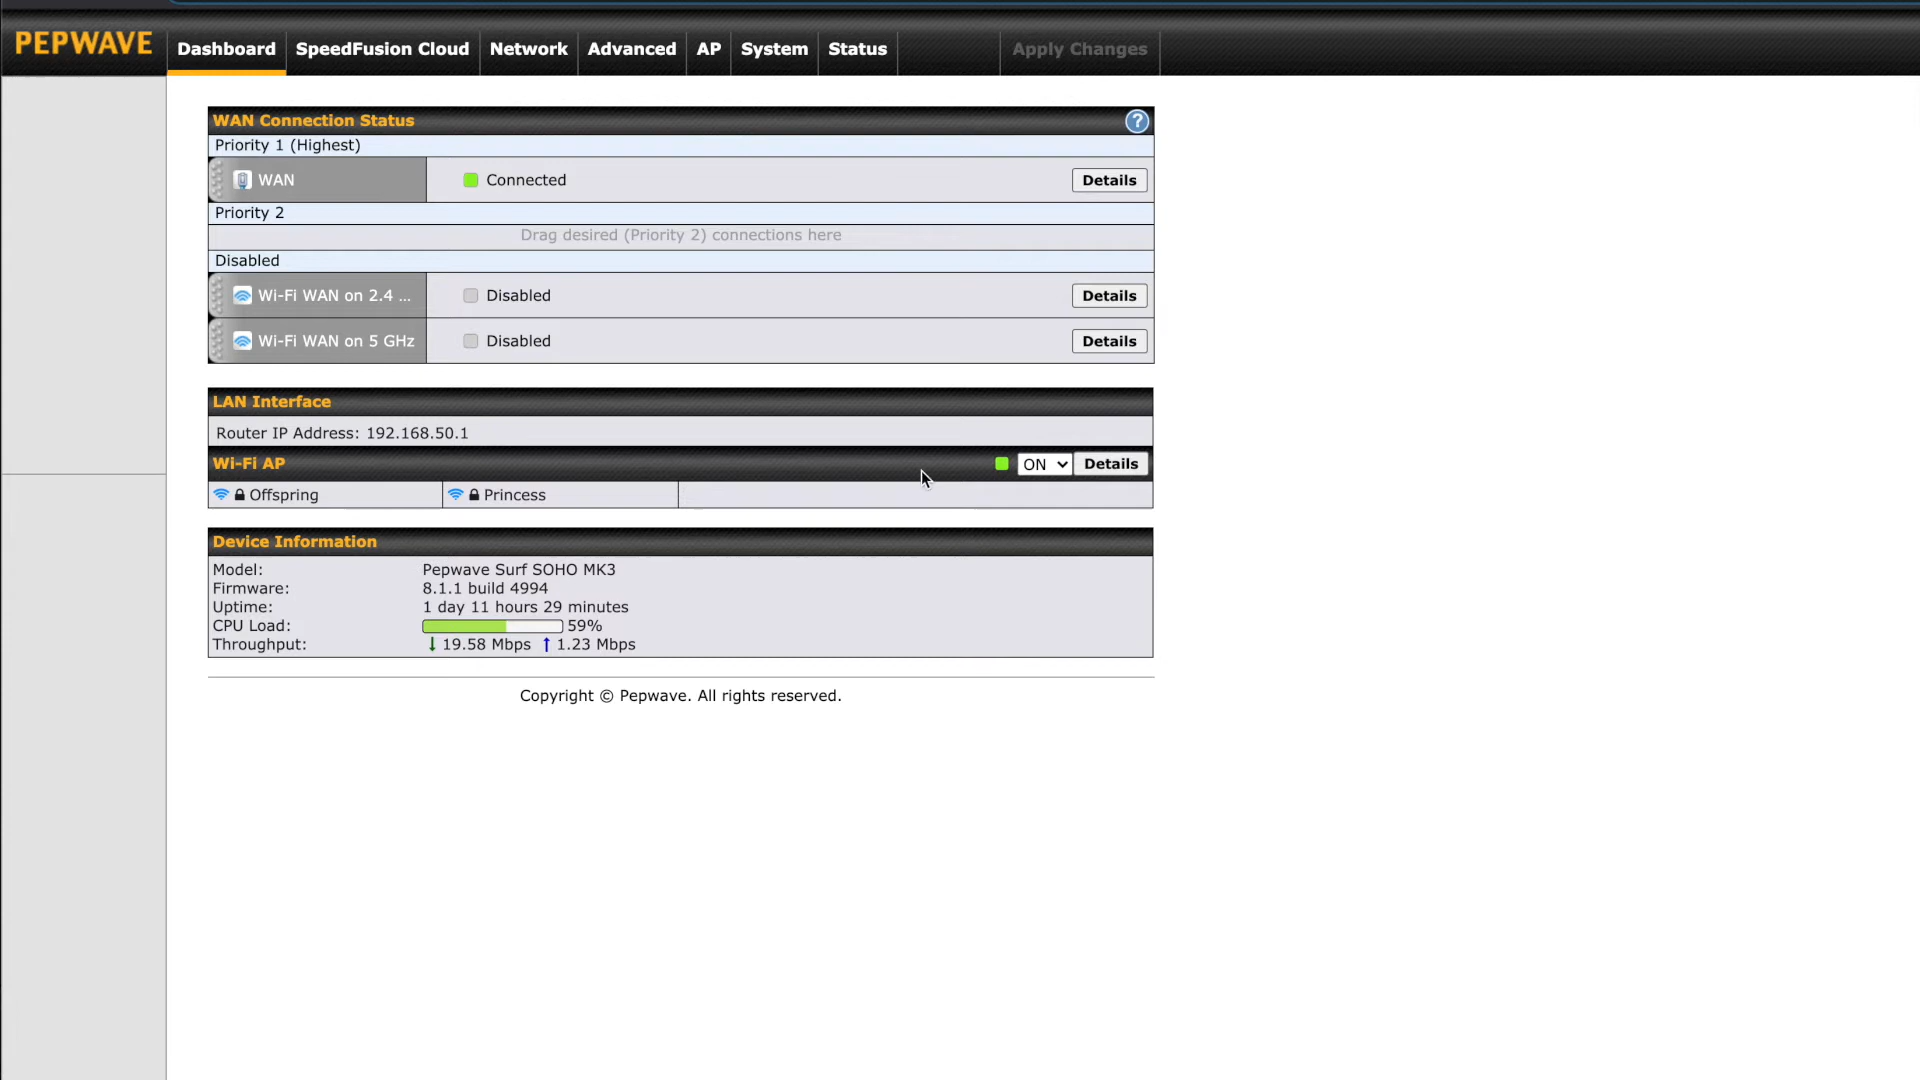 PEPWAVE Dashboard SpeedFusion Cloud Network Advanced AP System Status Apply Changes
WAN Connection Status ?
Priority 1 (Highest)
WAN Connected Details
Priority 2
Drag desired (Priority 2) connections here
Disabled
Wi-Fi WAN on 2.4 ... Disabled Details
Wi-Fi WAN on 5 GHz Disabled Details
LAN Interface
Router IP Address: 192.168.50.1
Wi-Fi AP ON Details
Offspring Princess
Device Information
Model: Pepwave Surf SOHO MK3
Firmware: 8.1.1 build 4994
Uptime: 1 day 11 hours 29 minutes
CPU Load: 59%
Throughput: ↓ 19.58 Mbps ↑ 1.23 Mbps
Copyright © Pepwave. All rights reserved.